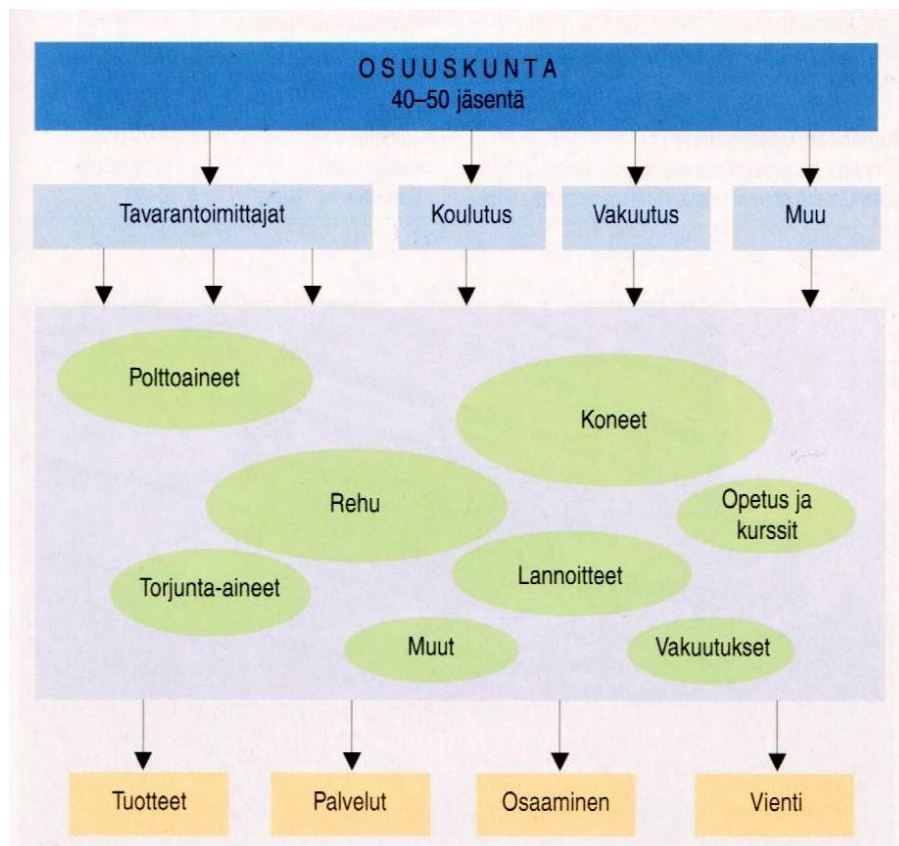 OSUUSKUNTA
40–50 jäsentä
Tavarantoimittajat
Koulutus
Vakuutus
Muu
Polttoaineet
Koneet
Rehu
Opetus ja
kurssit
Torjunta-aineet
Lannoitteet
Muut
Vakuutukset
Tuotteet
Palvelut
Osaaminen
Vienti